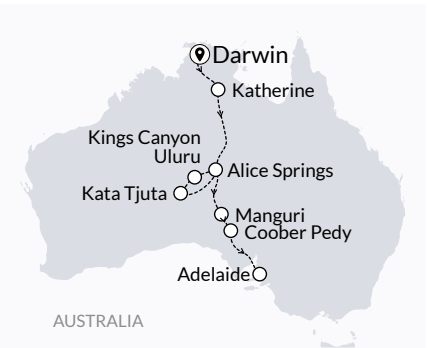 Darwin
Katherine
Kings Canyon
Uluru
Alice Springs
Kata Tjuta
Manguri
Coober Pedy
Adelaide
AUSTRALIA